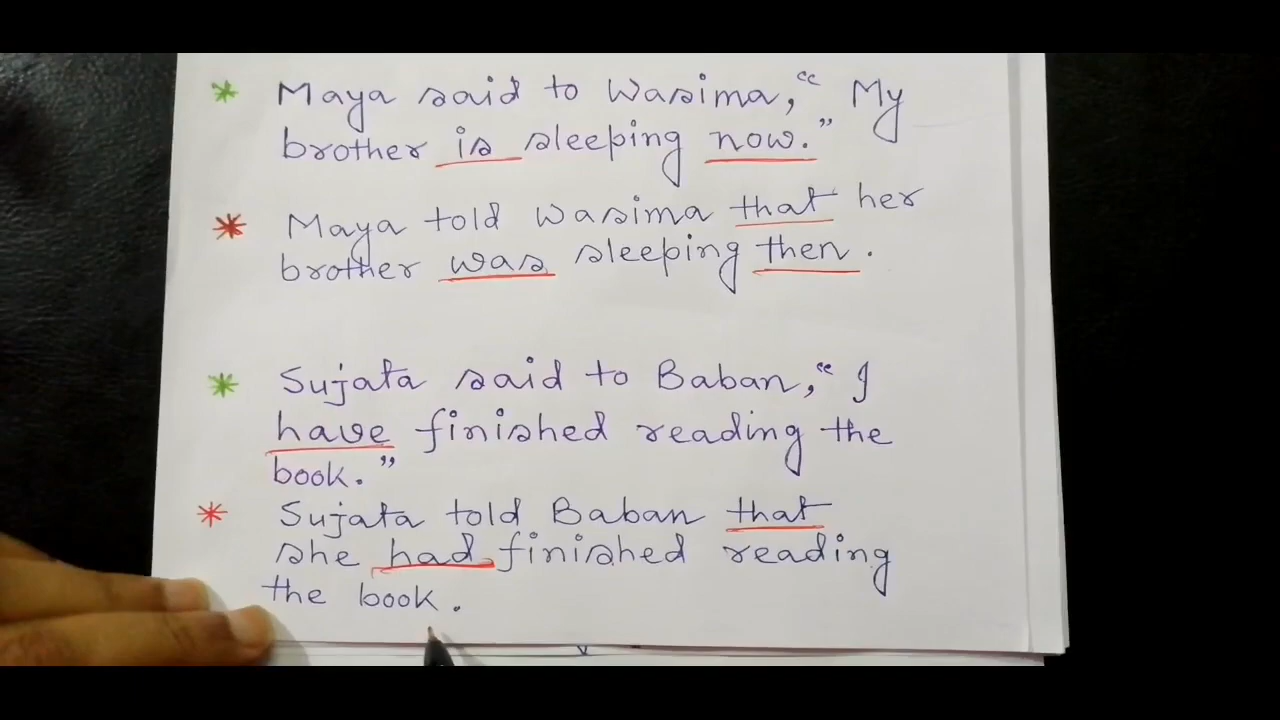 * Maya said to Wasima, “ My
brother is sleeping now.”
* Maya told Wasima that her
brother was sleeping then.
* Sujata said to Baban, “ I
have finished reading the
book.”
* Sujata told Baban that
she had finished reading
the book.